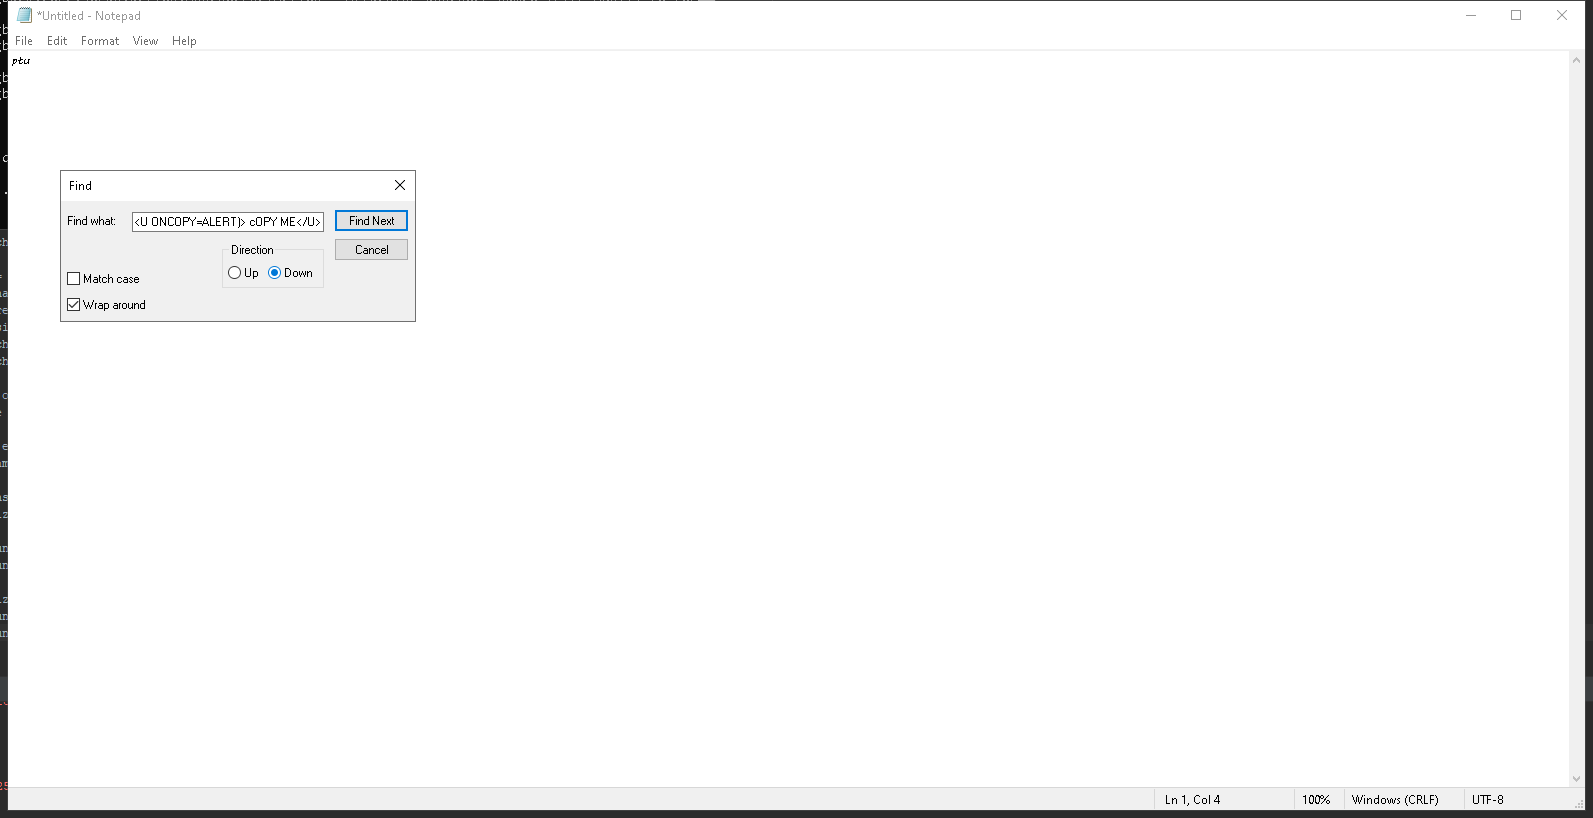 *Untitled - Notepad
File Edit Format View Help
ptu
Find
Find what: <U ONCOPY=ALERT)> cOPY ME</U> Find Next
Direction Cancel
Up Down
Match case
Wrap around
Ln 1, Col 4 100% Windows (CRLF) UTF-8